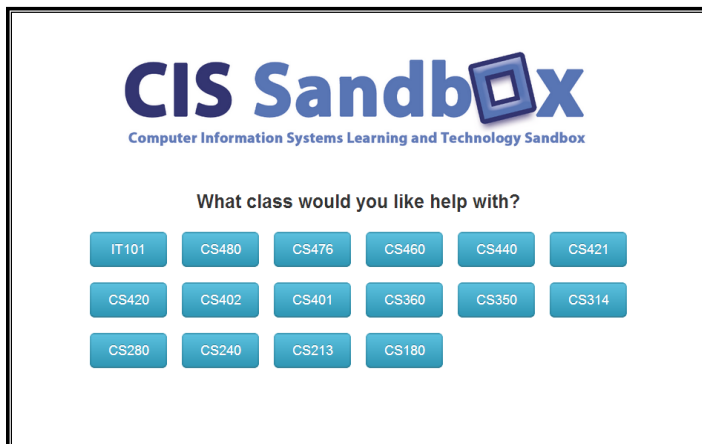 CIS Sandbox
Computer Information Systems Learning and Technology Sandbox
What class would you like help with?
IT101 CS480 CS476 CS460 CS440 CS421
CS420 CS402 CS401 CS360 CS350 CS314
CS280 CS240 CS213 CS180